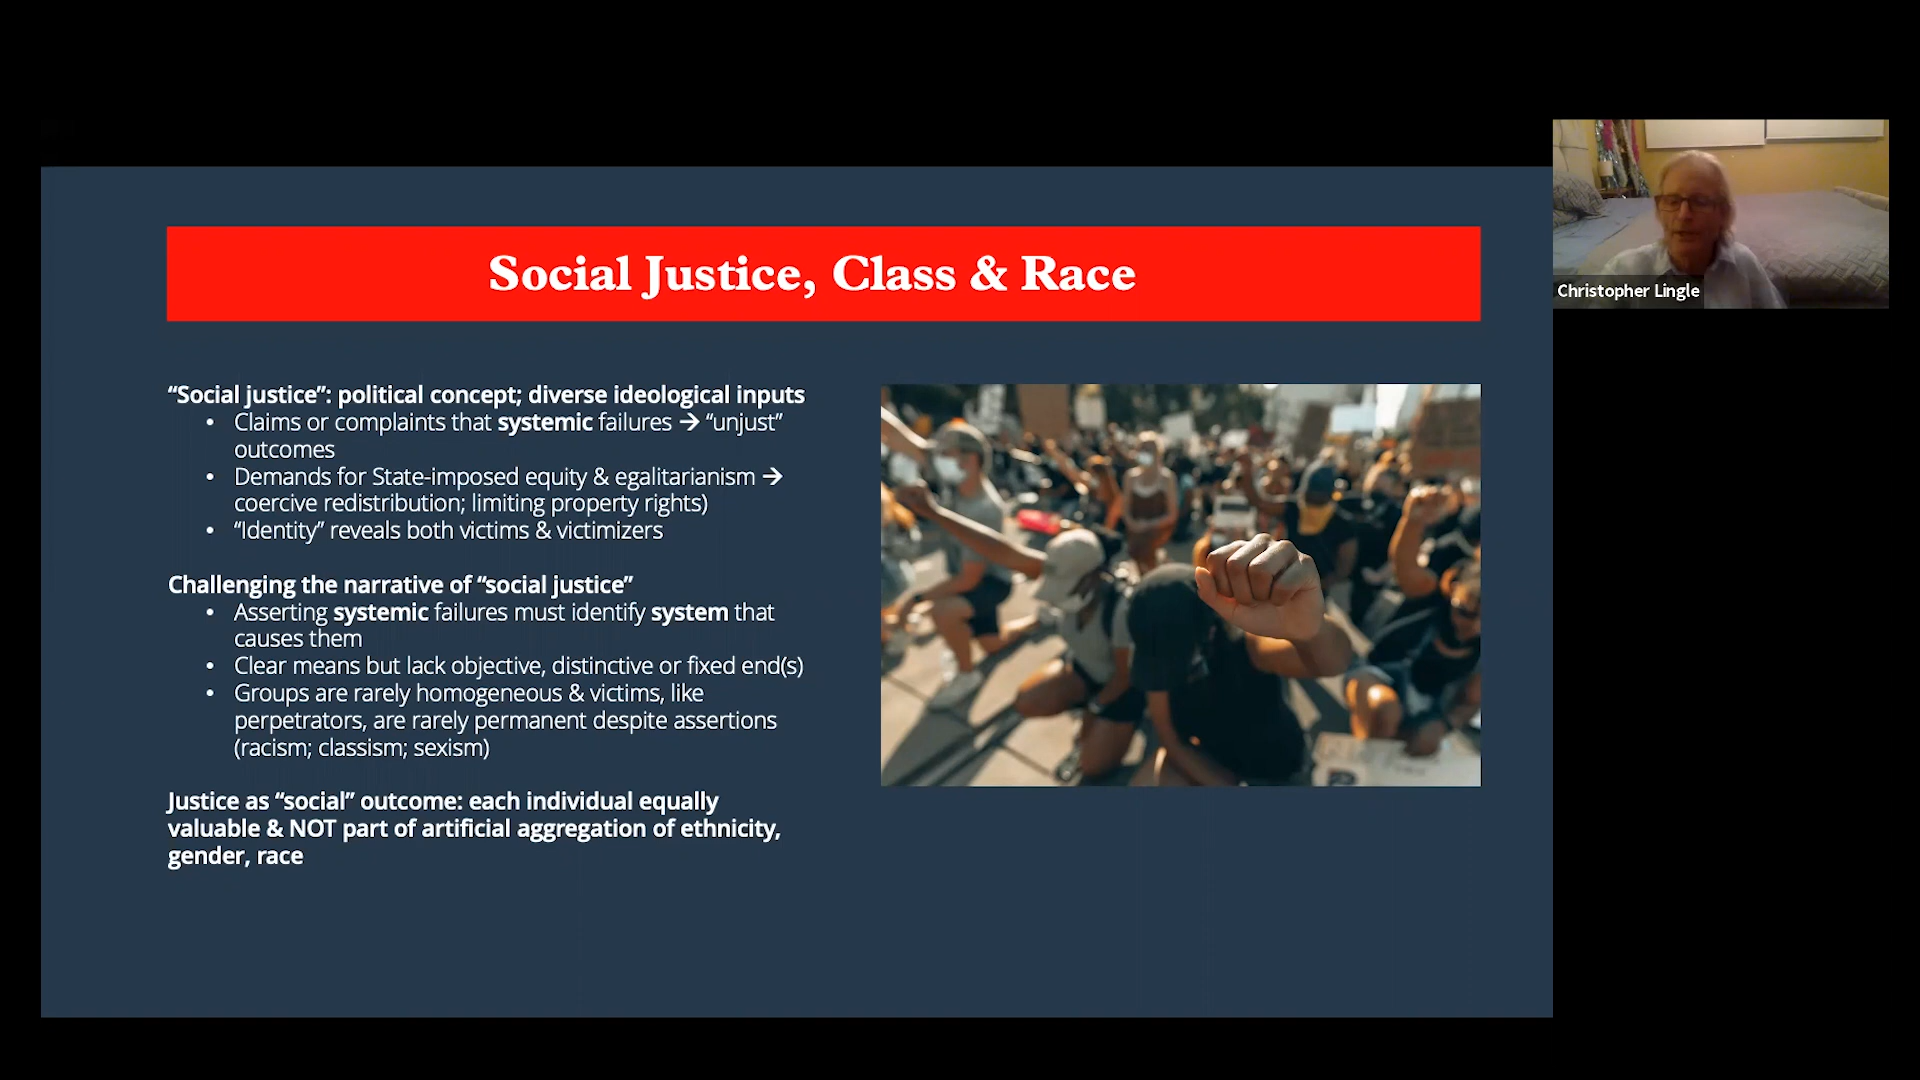 Social Justice, Class & Race
Christopher Lingle
“Social justice”: political concept; diverse ideological inputs
• Claims or complaints that systemic failures → “unjust”
outcomes
• Demands for State-imposed equity & egalitarianism →
coercive redistribution; limiting property rights)
• “Identity” reveals both victims & victimizers
Challenging the narrative of “social justice”
• Asserting systemic failures must identify system that
causes them
• Clear means but lack objective, distinctive or fixed end(s)
• Groups are rarely homogeneous & victims, like
perpetrators, are rarely permanent despite assertions
(racism; classism; sexism)
Justice as “social” outcome: each individual equally
valuable & NOT part of artificial aggregation of ethnicity,
gender, race